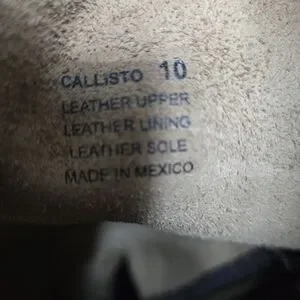 CALLISTO 10
LEATHER UPPER
LEATHER LINING
LEATHER SOLE
MADE IN MEXICO